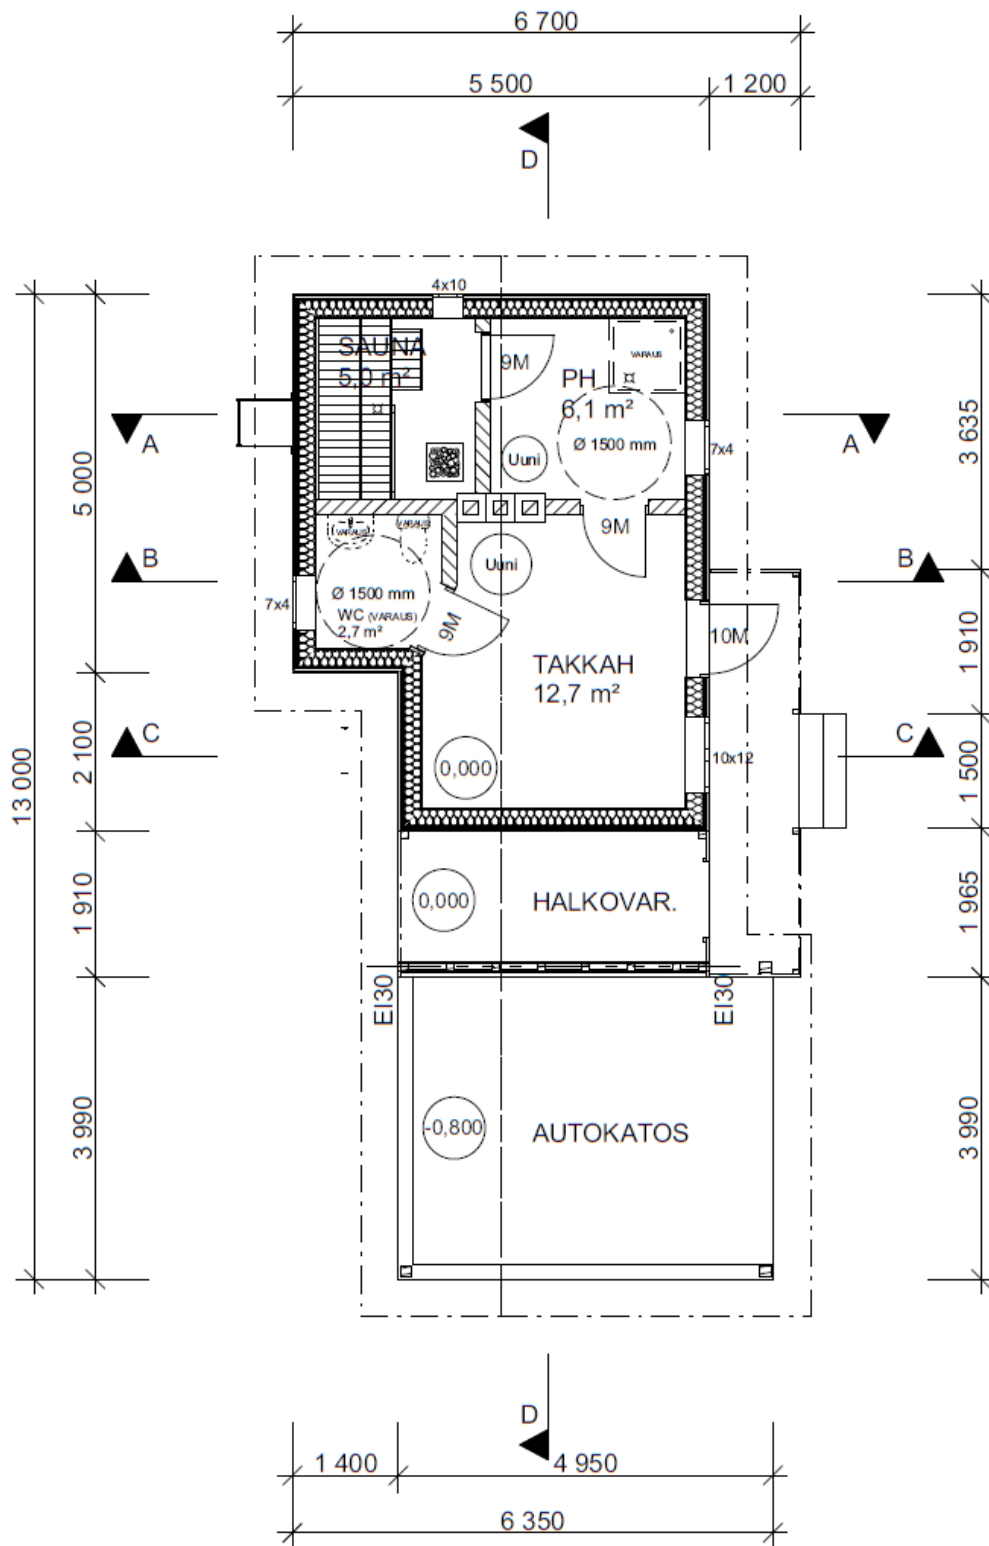 6 700
5 500
1 200
D
4x10
SAUNA
5,0 m²
9M
PH
6,1 m²
VARAUS
Ø 1500 mm
Uuni
7x4
A
A
3 635
5 000
9M
VARAUS
VARAUS
Uuni
B
B
Ø 1500 mm
WC (VARAUS)
2,7 m²
7x4
9M
10M
1 910
TAKKAH
12,7 m²
C
C
13 000
2 100
0,000
10x12
1 500
1 910
0,000
HALKOVAR.
1 965
EI30
EI30
3 990
-0,800
AUTOKATOS
3 990
D
1 400
4 950
6 350